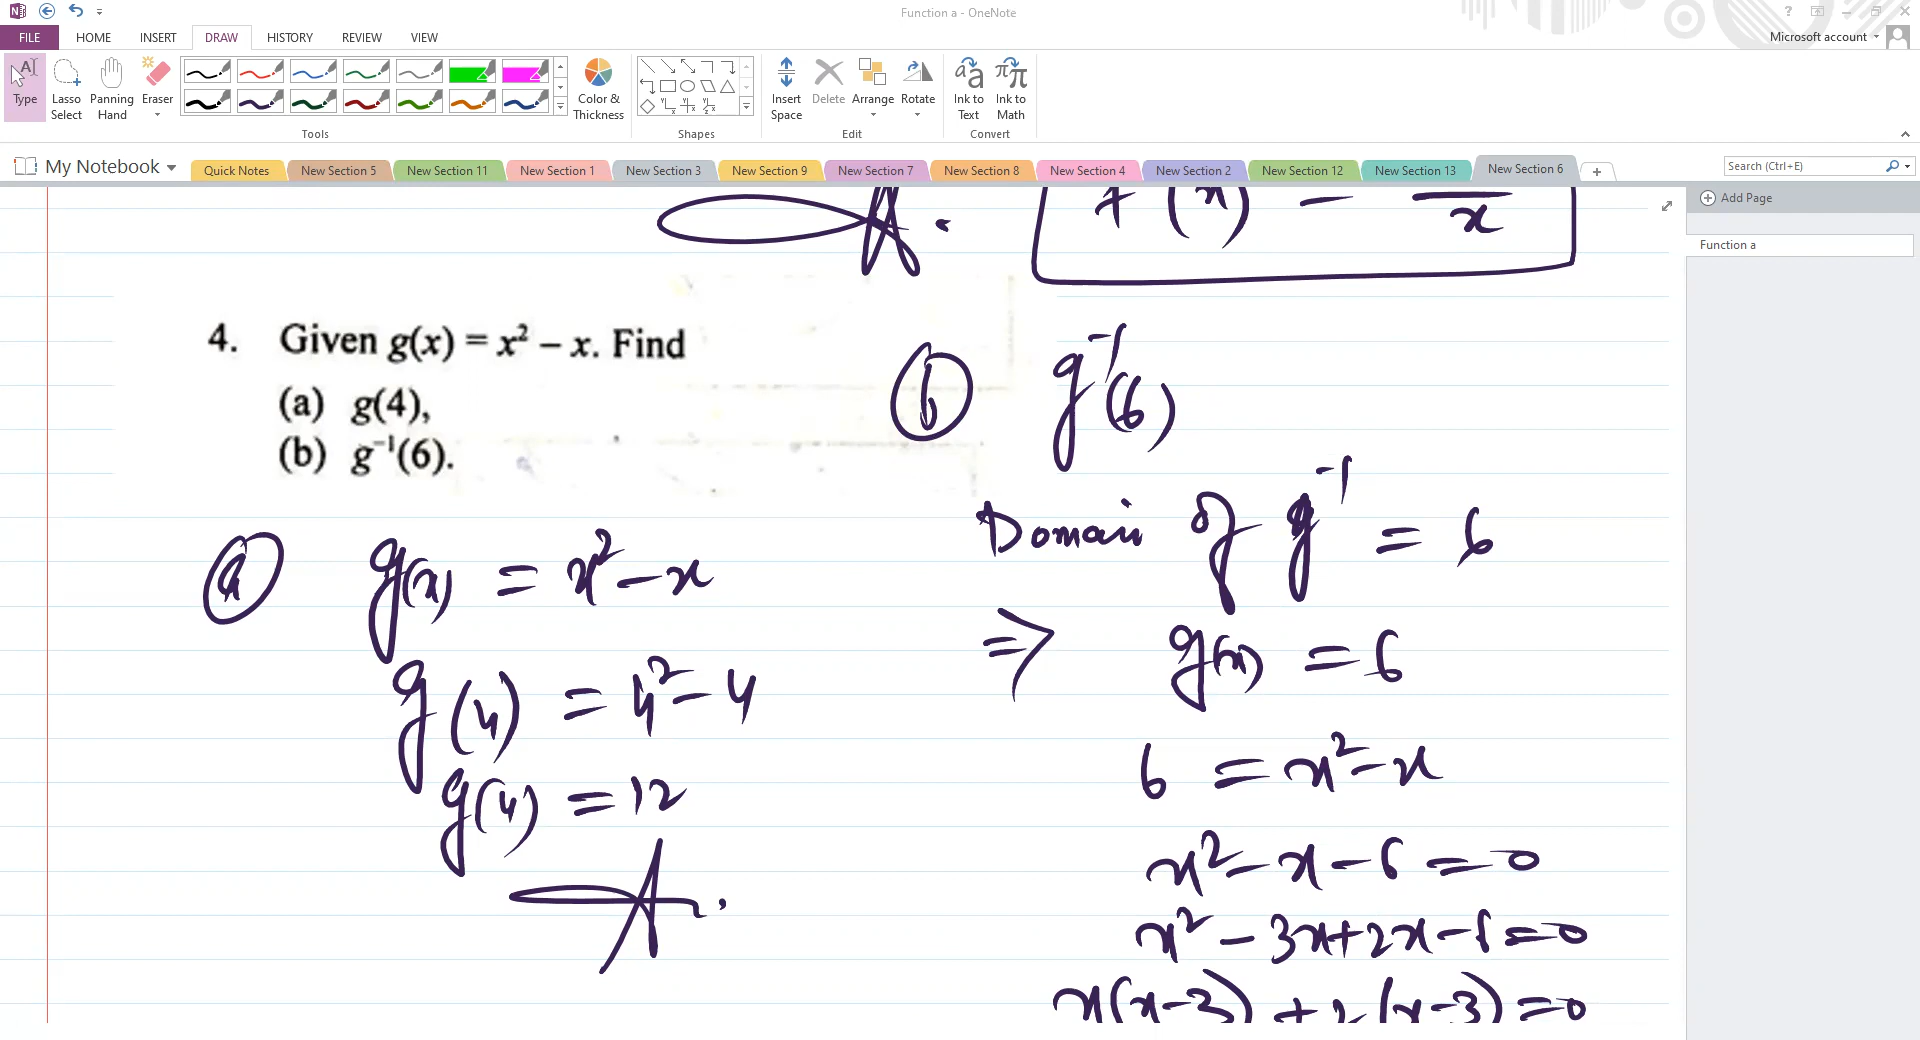 Function a - OneNote
FILE HOME INSERT DRAW HISTORY REVIEW VIEW
Microsoft account
Type Lasso Select Panning Hand Eraser
Color & Thickness
Insert Space Delete Arrange Rotate
Ink to Text Ink to Math
Tools Shapes Edit Convert
My Notebook Quick Notes New Section 5 New Section 11 New Section 1 New Section 3 New Section 9 New Section 7 New Section 8 New Section 4 New Section 2 New Section 12 New Section 13 New Section 6
Search (Ctrl+E)
Add Page
Function a
4. Given g(x) = x² – x. Find
(a) g(4),
(b) g⁻¹(6).
(a) g(x) = x² – x
g(4) = 4² – 4
g(4) = 12
A.
(b) g⁻¹(6)
Domain of g⁻¹ = 6
⇒ g(x) = 6
6 = x² – x
x² – x – 6 = 0
x² – 3x + 2x – 6 = 0
x(x – 3) + 2(x – 3) = 0